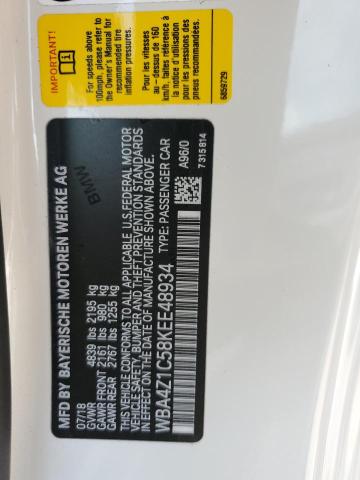 IMPORTANT!
For speeds above
100mph, please refer to
the Owner's Manual for
recommended tire
inflation pressures.
Pour les vitesses
au - dessus de 160
km/h, faites attention à
la notice d'utilisation
pour les pressions des
pneus recommandées.
6859729
MFD BY BAYERISCHE MOTOREN WERKE AG
BMW
07/18
GVWR 4839 lbs 2195 kg
GAWR FRONT 2161 lbs 980 kg
GAWR REAR 2767 lbs 1255 kg
THIS VEHICLE CONFORMS TO ALL APPLICABLE U.S.FEDERAL MOTOR
VEHICLE SAFETY, BUMPER, AND THEFT PREVENTION STANDARDS
IN EFFECT ON THE DATE OF MANUFACTURE SHOWN ABOVE.
WBA4Z1C58KEE48934 TYPE: PASSENGER CAR
A96/0
7315814